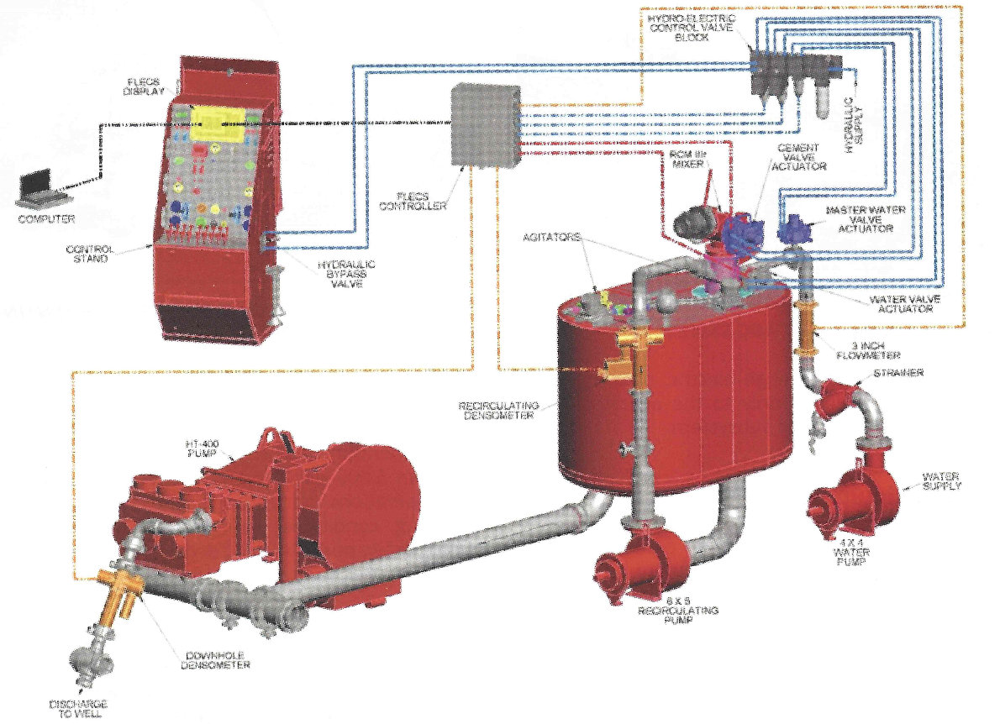 HYDRO-ELECTRIC
CONTROL VALVE
BLOCK
FLECS
DISPLAY
HYDRAULIC
SUPPLY
RCM IIIr
MIXER
CEMENT
VALVE
ACTUATOR
FLECS
CONTROLLER
COMPUTER
MASTER WATER
VALVE
ACTUATOR
CONTROL
STAND
AGITATORS
HYDRAULIC
BYPASS
VALVE
WATER VALVE
ACTUATOR
3 INCH
FLOWMETER
STRAINER
RECIRCULATING
DENSOMETER
HT-400
PUMP
WATER
SUPPLY
4 X 4
WATER
PUMP
6 X 5
RECIRCULATING
PUMP
DOWNHOLE
DENSOMETER
DISCHARGE
TO WELL